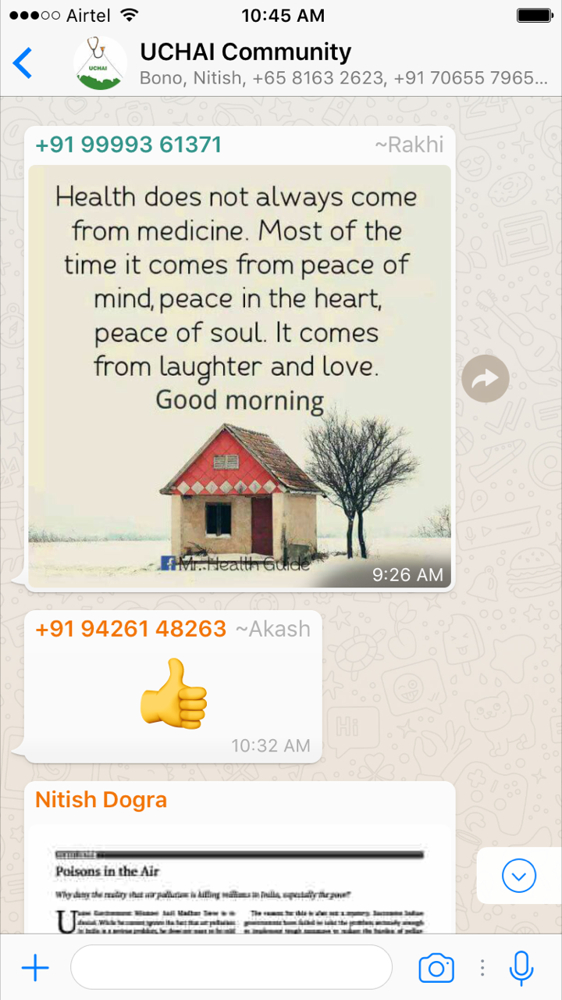 Airtel 10:45 AM
UCHAI
UCHAI Community
Bono, Nitish, +65 8163 2623, +91 70655 7965...
+91 99993 61371 ~Rakhi
Health does not always come
from medicine. Most of the
time it comes from peace of
mind, peace in the heart,
peace of soul. It comes
from laughter and love.
Good morning
f Mr. Health Guide
9:26 AM
+91 94261 48263 ~Akash
10:32 AM
Nitish Dogra
Poisons in the Air
Why deny the reality that air pollution is killing millions in India, especially the poor?